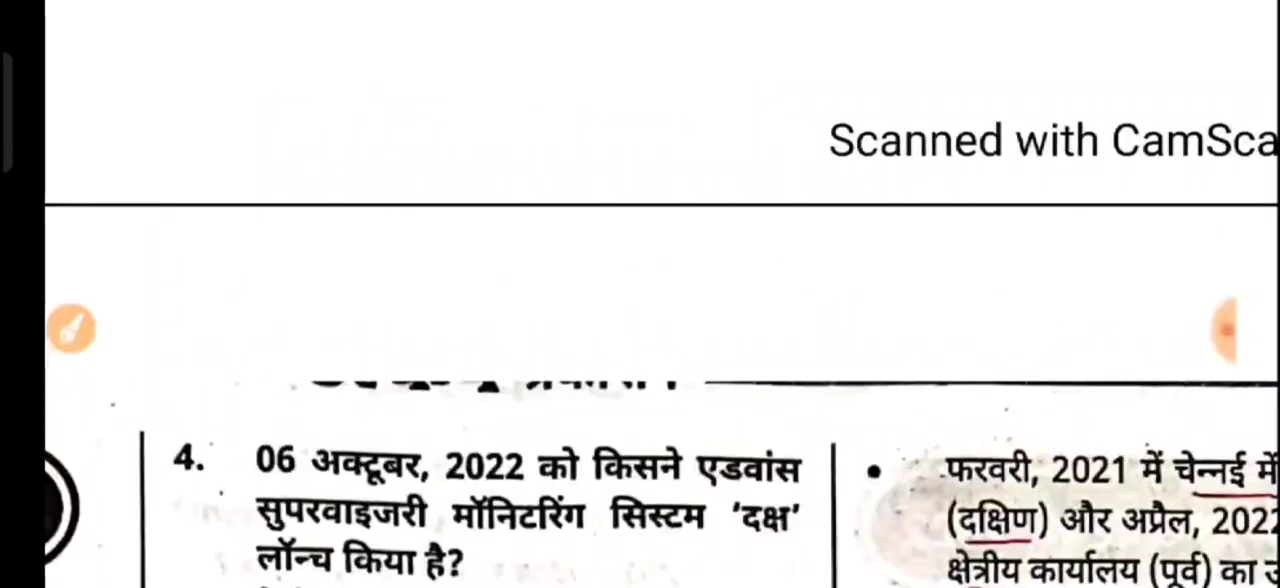 Scanned with CamSca
4. 06 अक्टूबर, 2022 को किसने एडवांस
सुपरवाइजरी मॉनिटरिंग सिस्टम 'दक्ष'
लॉन्च किया है?
• फरवरी, 2021 में चेन्नई में
(दक्षिण) और अप्रैल, 2022
क्षेत्रीय कार्यालय (पूर्व) का